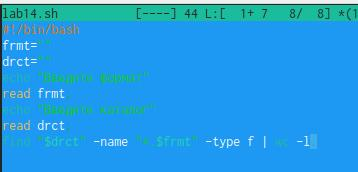 lab14.sh [----] 44 L:[ 1+ 7 8/ 8] *(1
#!/bin/bash
frmt=""
drct=""
echo "Введите формат"
read frmt
echo "Введите каталог"
read drct
find "$drct" -name "*.$frmt" -type f | wc -l